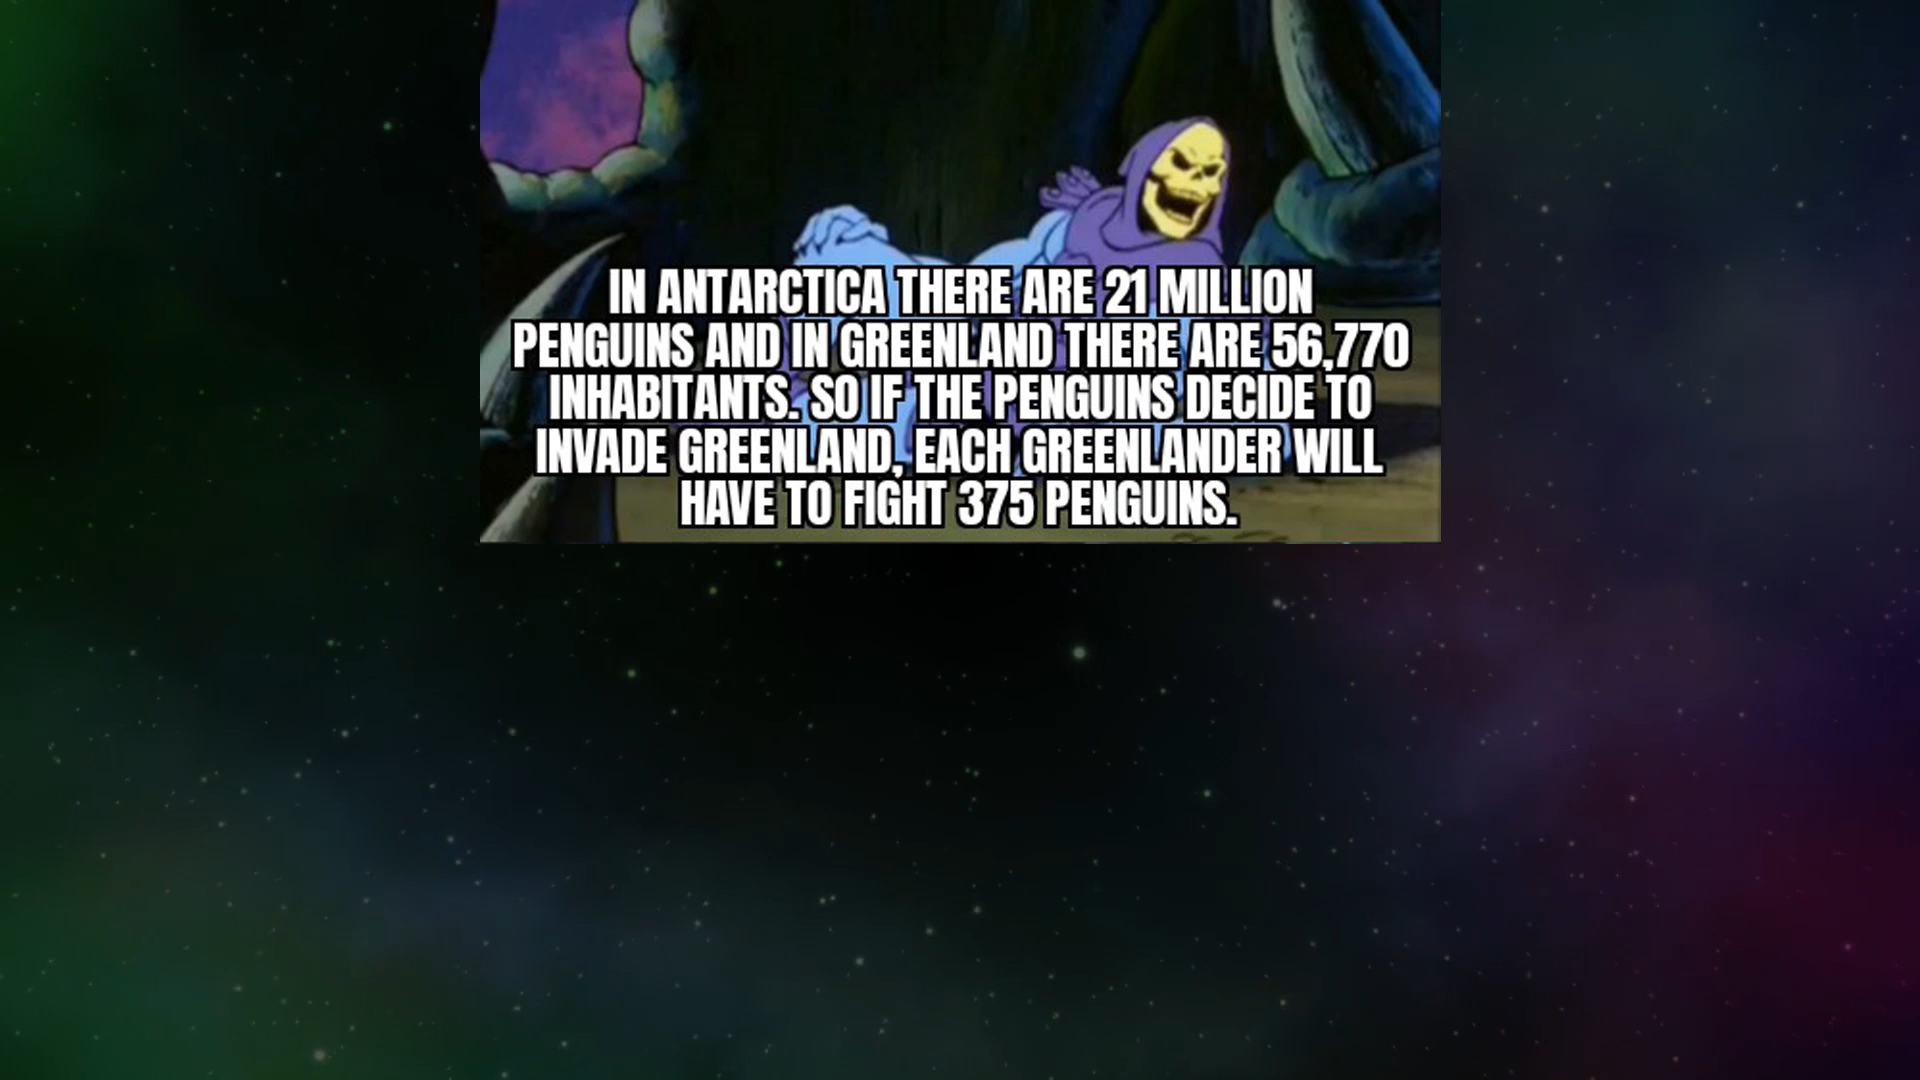 IN ANTARCTICA THERE ARE 21 MILLION
PENGUINS AND IN GREENLAND THERE ARE 56,770
INHABITANTS. SO IF THE PENGUINS DECIDE TO
INVADE GREENLAND, EACH GREENLANDER WILL
HAVE TO FIGHT 375 PENGUINS.